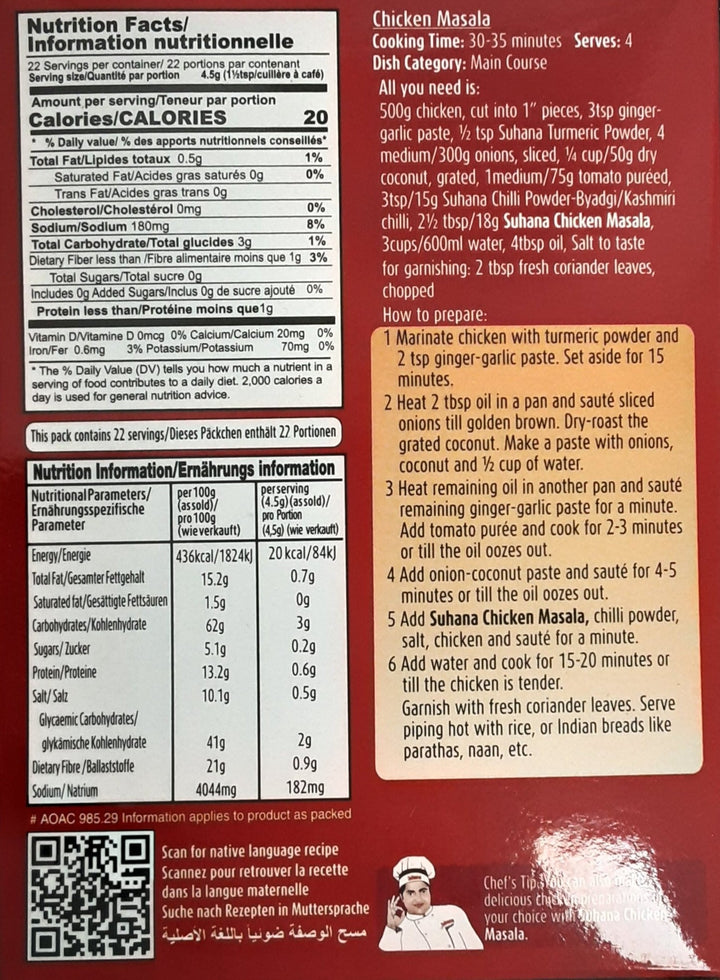 Nutrition Facts/
Information nutritionnelle
22 Servings per container/ 22 portions par contenant
Serving size/Quantité par portion 4.5g (1½tsp/cuillère à café)
Amount per serving/Teneur par portion
Calories/CALORIES 20
* % Daily value/ % des apports nutritionnels conseillés*
Total Fat/Lipides totaux 0.5g 1%
Saturated Fat/Acides gras saturés 0g 0%
Trans Fat/Acides gras trans 0g
Cholesterol/Cholestérol 0mg 0%
Sodium/Sodium 180mg 8%
Total Carbohydrate/Total glucides 3g 1%
Dietary Fiber less than /Fibre alimentaire moins que 1g 3%
Total Sugars/Total sucre 0g
Includes 0g Added Sugars/Inclus 0g de sucre ajouté 0%
Protein less than/Protéine moins que1g
Vitamin D/Vitamine D 0mcg 0% Calcium/Calcium 20mg 0%
Iron/Fer 0.6mg 3% Potassium/Potassium 70mg 0%
* The % Daily Value (DV) tells you how much a nutrient in a
serving of food contributes to a daily diet. 2,000 calories a
day is used for general nutrition advice.
This pack contains 22 servings/Dieses Päckchen enthält 22 Portionen
Nutrition Information/Ernährungs information
Nutritional Parameters/
Ernährungsspezifische
Parameter
per 100g
(assold)/
pro 100g
(wie verkauft)
per serving
(4.5g)(assold)/
pro Portion
(4,5g) (wie verkauft)
Energy/Energie 436kcal/1824kJ 20 kcal/84kJ
Total Fat/Gesamter Fettgehalt 15.2g 0.7g
Saturated fat/Gesättigte Fettsäuren 1.5g 0g
Carbohydrates/Kohlenhydrate 62g 3g
Sugars/ Zucker 5.1g 0.2g
Protein/Proteine 13.2g 0.6g
Salt/ Salz 10.1g 0.5g
Glycaemic Carbohydrates/
glykämische Kohlenhydrate 41g 2g
Dietary Fibre /Ballaststoffe 21g 0.9g
Sodium/ Natrium 4044mg 182mg
# AOAC 985.29 Information applies to product as packed
Scan for native language recipe
Scannez pour retrouver la recette
dans la langue maternelle
Suche nach Rezepten in Muttersprache
مسح الوصفة ضوئياً باللغة الأصلية
Chicken Masala
Cooking Time: 30-35 minutes Serves: 4
Dish Category: Main Course
All you need is:
500g chicken, cut into 1” pieces, 3tsp ginger-
garlic paste, ½ tsp Suhana Turmeric Powder, 4
medium/300g onions, sliced, ¼ cup/50g dry
coconut, grated, 1medium/75g tomato puréed,
3tsp/15g Suhana Chilli Powder-Byadgi/Kashmiri
chilli, 2½ tbsp/18g Suhana Chicken Masala,
3cups/600ml water, 4tbsp oil, Salt to taste
for garnishing: 2 tbsp fresh coriander leaves,
chopped
How to prepare:
1 Marinate chicken with turmeric powder and
2 tsp ginger-garlic paste. Set aside for 15
minutes.
2 Heat 2 tbsp oil in a pan and sauté sliced
onions till golden brown. Dry-roast the
grated coconut. Make a paste with onions,
coconut and ½ cup of water.
3 Heat remaining oil in another pan and sauté
remaining ginger-garlic paste for a minute.
Add tomato purée and cook for 2-3 minutes
or till the oil oozes out.
4 Add onion-coconut paste and sauté for 4-5
minutes or till the oil oozes out.
5 Add Suhana Chicken Masala, chilli powder,
salt, chicken and sauté for a minute.
6 Add water and cook for 15-20 minutes or
till the chicken is tender.
Garnish with fresh coriander leaves. Serve
piping hot with rice, or Indian breads like
parathas, naan, etc.
Chef's Tip: You can also make
delicious chicken preparations of
your choice with Suhana Chicken
Masala.